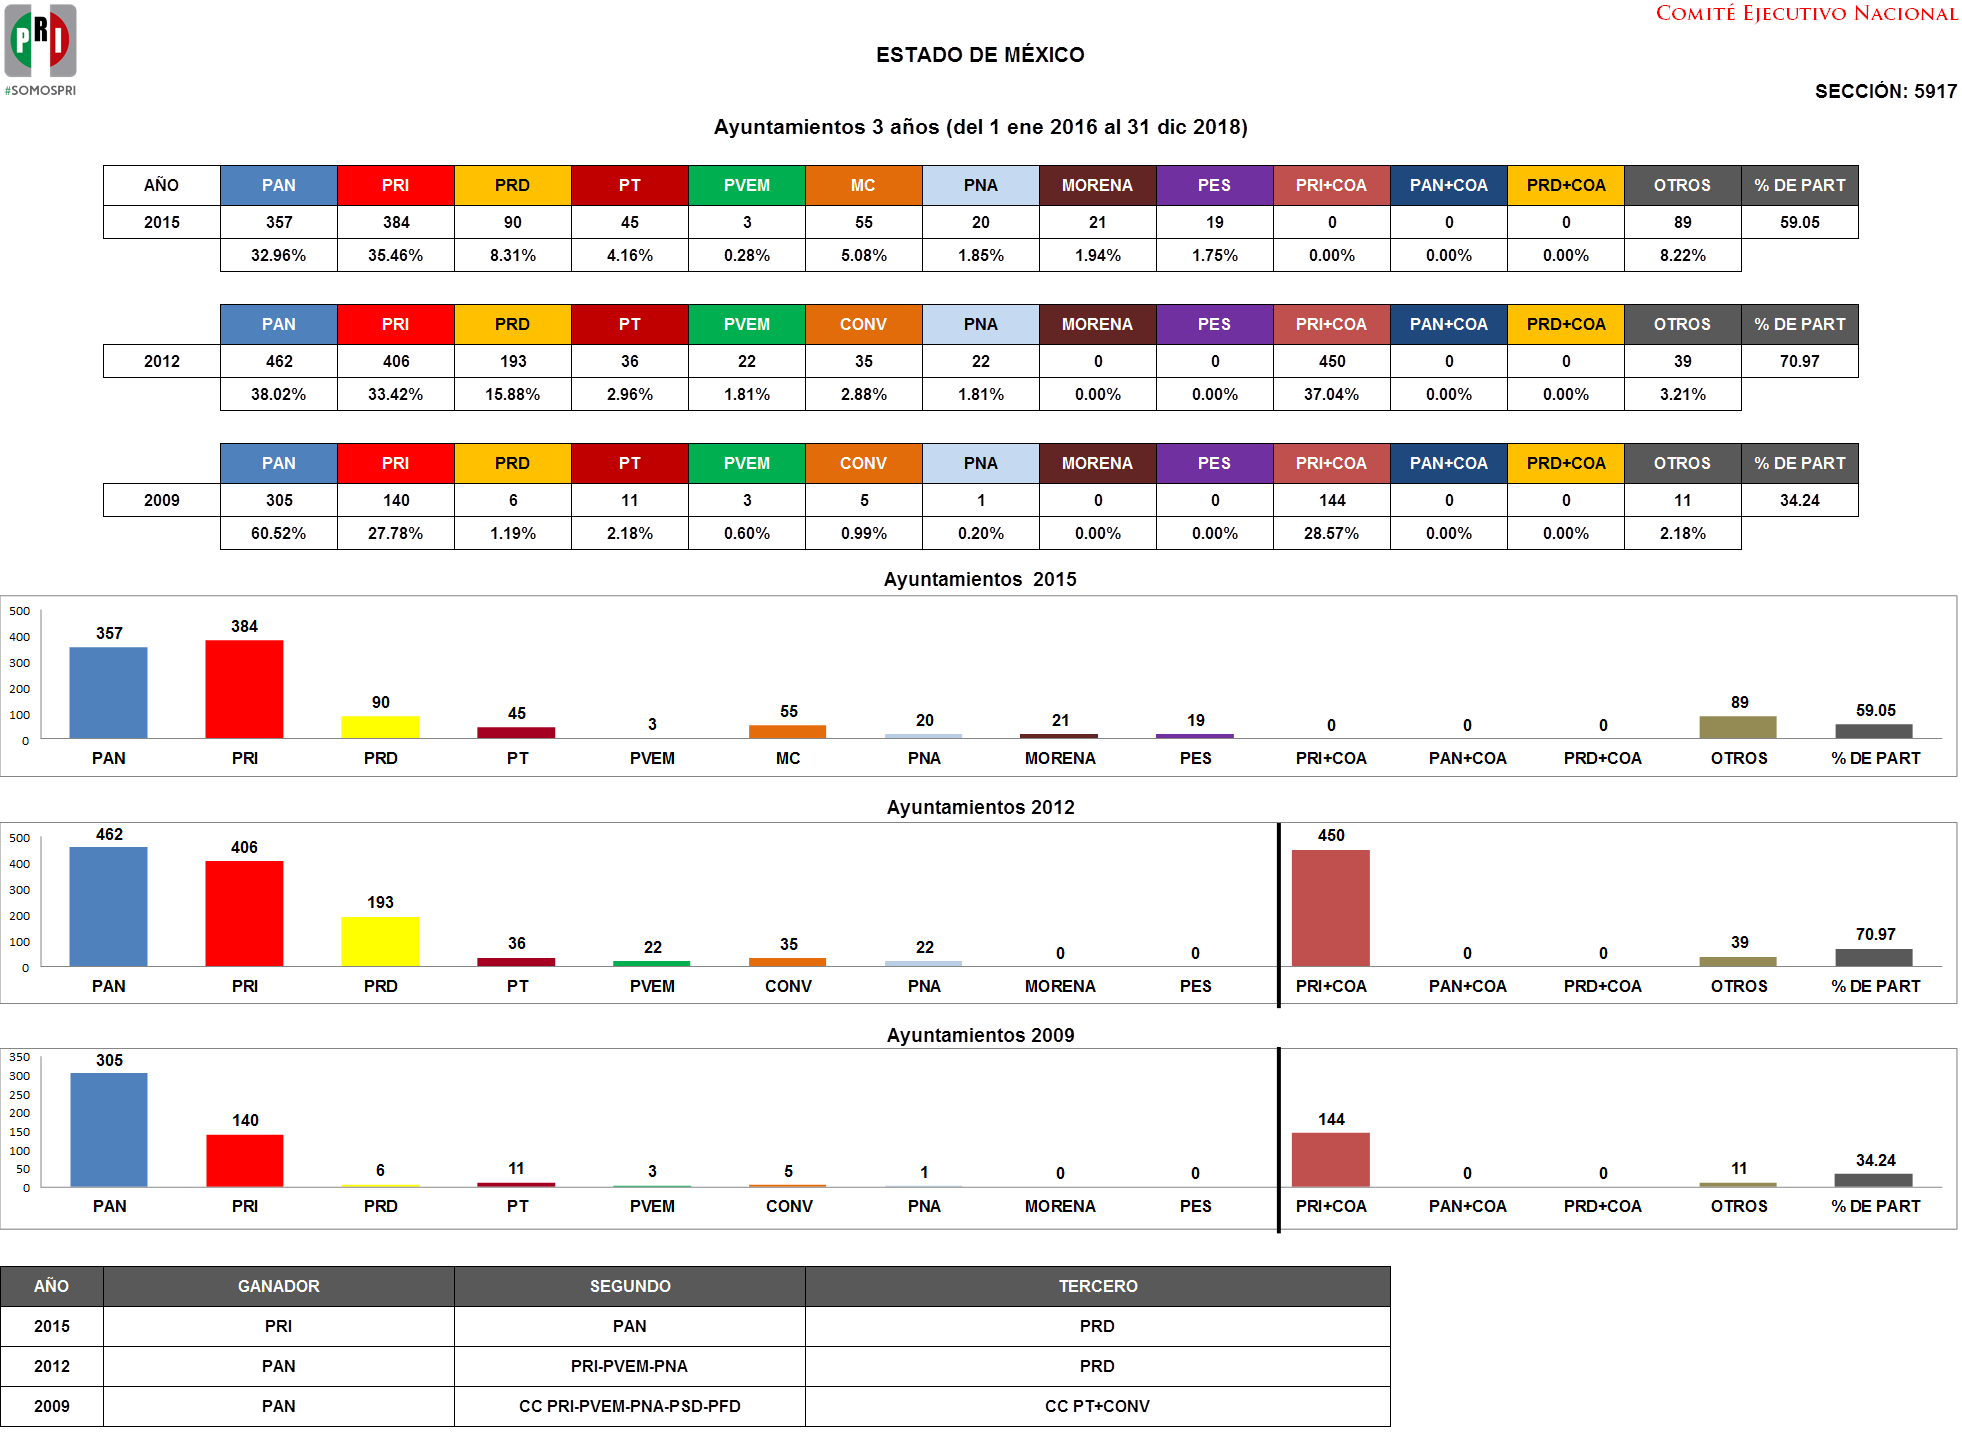 PRI
#SOMOSPRI
COMITÉ EJECUTIVO NACIONAL
ESTADO DE MÉXICO
SECCIÓN: 5917
Ayuntamientos 3 años (del 1 ene 2016 al 31 dic 2018)
AÑO PAN PRI PRD PT PVEM MC PNA MORENA PES PRI+COA PAN+COA PRD+COA OTROS % DE PART
2015 357 384 90 45 3 55 20 21 19 0 0 0 89 59.05
32.96% 35.46% 8.31% 4.16% 0.28% 5.08% 1.85% 1.94% 1.75% 0.00% 0.00% 0.00% 8.22%
PAN PRI PRD PT PVEM CONV PNA MORENA PES PRI+COA PAN+COA PRD+COA OTROS % DE PART
2012 462 406 193 36 22 35 22 0 0 450 0 0 39 70.97
38.02% 33.42% 15.88% 2.96% 1.81% 2.88% 1.81% 0.00% 0.00% 37.04% 0.00% 0.00% 3.21%
PAN PRI PRD PT PVEM CONV PNA MORENA PES PRI+COA PAN+COA PRD+COA OTROS % DE PART
2009 305 140 6 11 3 5 1 0 0 144 0 0 11 34.24
60.52% 27.78% 1.19% 2.18% 0.60% 0.99% 0.20% 0.00% 0.00% 28.57% 0.00% 0.00% 2.18%
Ayuntamientos 2015
500
400
300
200
100
0
357 384 90 45 3 55 20 21 19 0 0 0 89 59.05
PAN PRI PRD PT PVEM MC PNA MORENA PES PRI+COA PAN+COA PRD+COA OTROS % DE PART
Ayuntamientos 2012
500
400
300
200
100
0
462 406 193 36 22 35 22 0 0 450 0 0 39 70.97
PAN PRI PRD PT PVEM CONV PNA MORENA PES PRI+COA PAN+COA PRD+COA OTROS % DE PART
Ayuntamientos 2009
350
300
250
200
150
100
50
0
305 140 6 11 3 5 1 0 0 144 0 0 11 34.24
PAN PRI PRD PT PVEM CONV PNA MORENA PES PRI+COA PAN+COA PRD+COA OTROS % DE PART
AÑO GANADOR SEGUNDO TERCERO
2015 PRI PAN PRD
2012 PAN PRI-PVEM-PNA PRD
2009 PAN CC PRI-PVEM-PNA-PSD-PFD CC PT+CONV